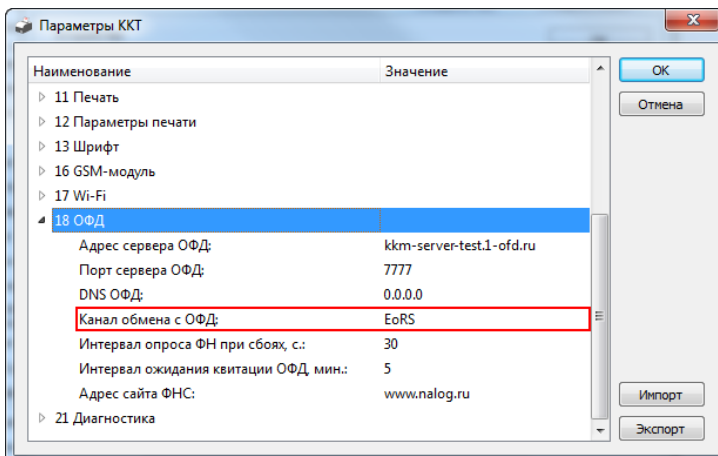 Параметры ККТ
Наименование Значение
11 Печать
12 Параметры печати
13 Шрифт
16 GSM-модуль
17 Wi-Fi
18 ОФД
Адрес сервера ОФД: kkm-server-test.1-ofd.ru
Порт сервера ОФД: 7777
DNS ОФД: 0.0.0.0
Канал обмена с ОФД: EoRS
Интервал опроса ФН при сбоях, с.: 30
Интервал ожидания квитации ОФД, мин.: 5
Адрес сайта ФНС: www.nalog.ru
21 Диагностика
ОК
Отмена
Импорт
Экспорт